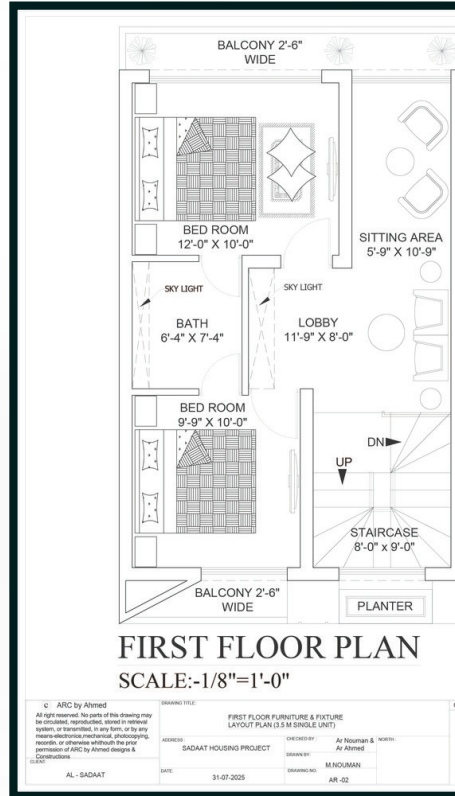 BALCONY 2'-6"
WIDE
BED ROOM
12'-0" X 10'-0"
SITTING AREA
5'-9" X 10'-9"
SKY LIGHT
SKY LIGHT
BATH
6'-4" X 7'-4"
LOBBY
11'-9" X 8'-0"
BED ROOM
9'-9" X 10'-0"
DN
UP
STAIRCASE
8'-0" x 9'-0"
BALCONY 2'-6"
WIDE
PLANTER
FIRST FLOOR PLAN
SCALE:-1/8"=1'-0"
c ARC by Ahmed
All right reserved. No parts of this drawing may
be circulated, reproductied, stored in retrieval
system, or transmitted, in any form, or by any
means-electronice,mechanical, photocopying,
recordin, or otherwise whithouth the prior
permission of ARC by Ahmed designs &
Constructions
CLIENT:
AL - SADAAT
DRAWING TITLE:
FIRST FLOOR FURNITURE & FIXTURE
LAYOUT PLAN (3.5 M SINGLE UNIT)
ADDRESS:
SADAAT HOUSING PROJECT
CHECKED BY:
Ar Nouman &
Ar Ahmed
NORTH:
DRAWN BY:
M.NOUMAN
DATE:
31-07-2025
DRAWING NO:
AR -02